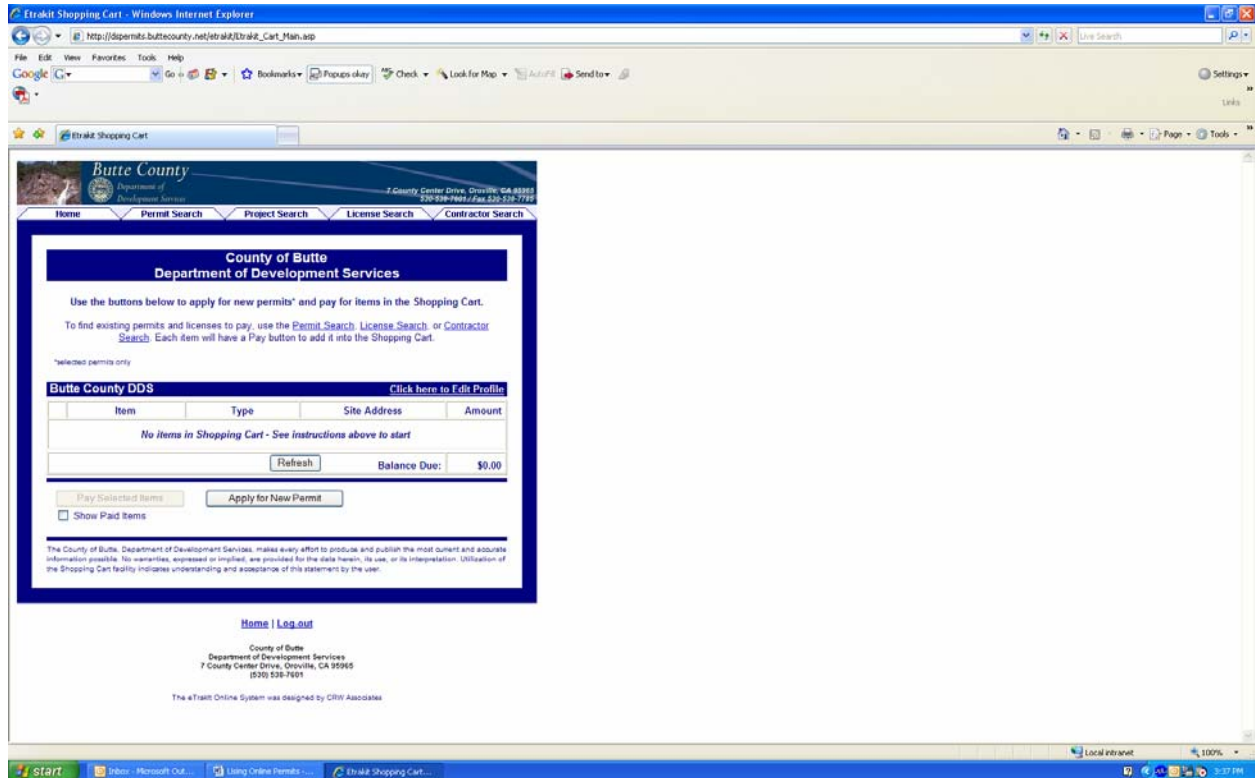 Etrakit Shopping Cart - Windows Internet Explorer
http://dspermits.buttecounty.net/etrakit/Etrakit_Cart_Main.asp
Live Search
File Edit View Favorites Tools Help
Google Go Bookmarks Popups okay Check Look for Map AutoFill Send to Settings
Links
Etrakit Shopping Cart Page Tools
Butte County
Department of
Development Services
7 County Center Drive, Oroville, CA 95965
530-538-7601 / Fax 530-538-7785
Home Permit Search Project Search License Search Contractor Search
County of Butte
Department of Development Services
Use the buttons below to apply for new permits* and pay for items in the Shopping Cart.
To find existing permits and licenses to pay, use the Permit Search, License Search, or Contractor
Search. Each item will have a Pay button to add it into the Shopping Cart.
*selected permits only
Butte County DDS Click here to Edit Profile
Item Type Site Address Amount
No items in Shopping Cart - See instructions above to start
Refresh Balance Due: $0.00
Pay Selected Items Apply for New Permit
Show Paid Items
The County of Butte, Department of Development Services, makes every effort to produce and publish the most current and accurate
information possible. No warranties, expressed or implied, are provided for the data herein, its use, or its interpretation. Utilization of
the Shopping Cart facility indicates understanding and acceptance of this statement by the user.
Home | Log.out
County of Butte
Department of Development Services
7 County Center Drive, Oroville, CA 95965
(530) 538-7601
The eTrakit Online System was designed by CRW Associates
Local intranet 100%
start Inbox - Microsoft Out... Using Online Permits -... Etrakit Shopping Cart... 3:37 PM